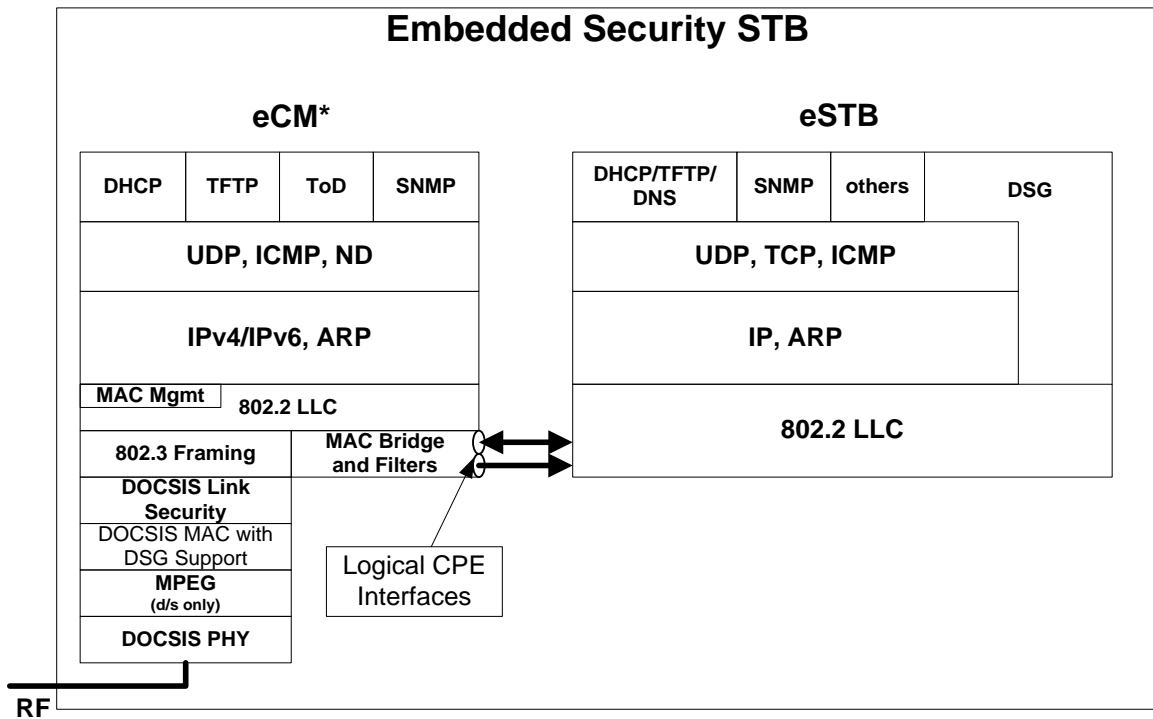 Embedded Security STB
eCM*
eSTB
DHCP
TFTP
ToD
SNMP
DHCP/TFTP/
DNS
SNMP
others
DSG
UDP, ICMP, ND
UDP, TCP, ICMP
IPv4/IPv6, ARP
IP, ARP
MAC Mgmt
802.2 LLC
802.2 LLC
802.3 Framing
MAC Bridge
and Filters
DOCSIS Link
Security
DOCSIS MAC with
DSG Support
MPEG
(d/s only)
DOCSIS PHY
Logical CPE
Interfaces
RF